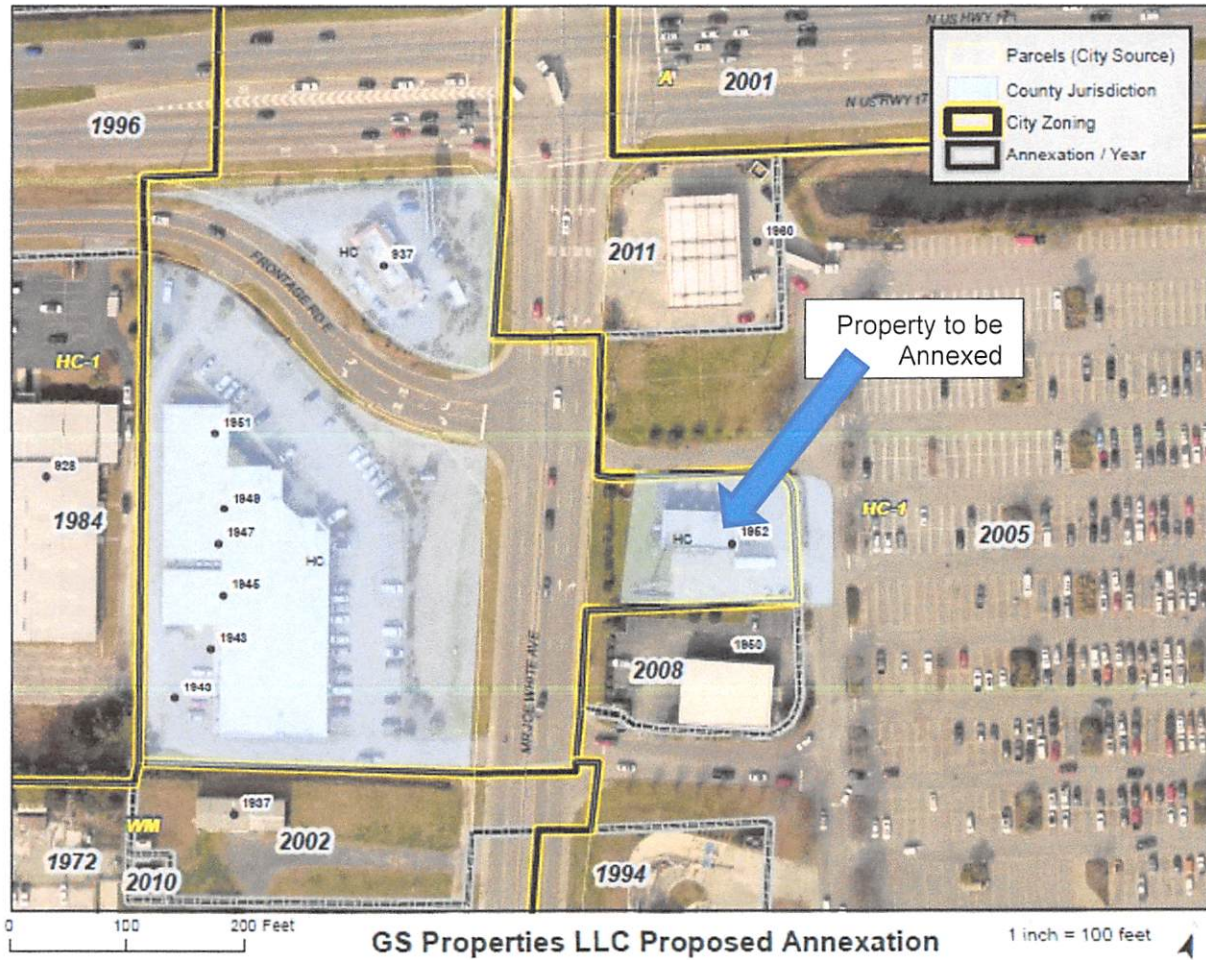 N US HWY 17
A
2001
N US HWY 17
1996
Parcels (City Source)
County Jurisdiction
City Zoning
Annexation / Year
HC
937
2011
1960
FRONTAGE RD E
Property to be
Annexed
HC-1
1951
928
1984
1949
1947
HC
1945
1943
1940
HC
1952
HC-1
2005
MR JOE WHITE AVE
2008
1950
1937
WM
2002
1972
2010
1994
0 100 200 Feet
GS Properties LLC Proposed Annexation
1 inch = 100 feet